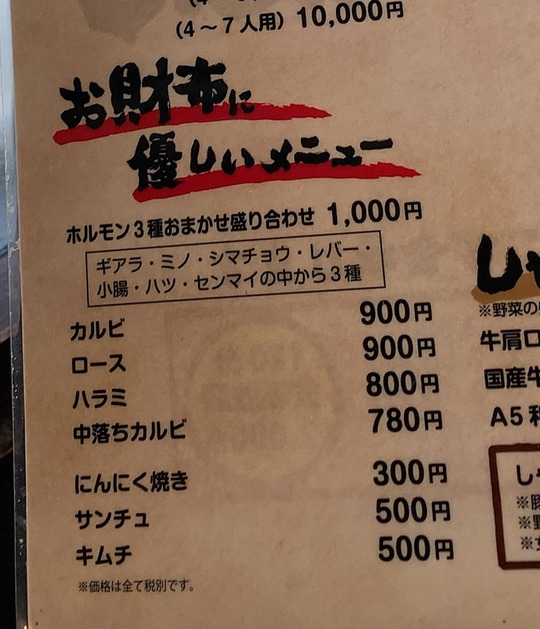 (4～7人用) 10,000円
お財布に
優しいメニュー
ホルモン3種おまかせ盛り合わせ 1,000円
ギアラ・ミノ・シマチョウ・レバー・
小腸・ハツ・センマイの中から3種
カルビ 900円
ロース 900円
ハラミ 800円
中落ちカルビ 780円
にんにく焼き 300円
サンチュ 500円
キムチ 500円
※価格は全て税別です。
し
※野菜の
牛肩ロ
国産牛
A5
し
※豚
※野
※